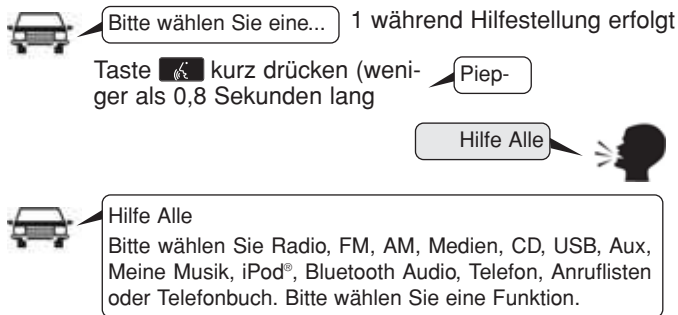 Bitte wählen Sie eine... 1 während Hilfestellung erfolgt
Taste kurz drücken (weni- Piep-
ger als 0,8 Sekunden lang
Hilfe Alle
Hilfe Alle
Bitte wählen Sie Radio, FM, AM, Medien, CD, USB, Aux,
Meine Musik, iPod®, Bluetooth Audio, Telefon, Anruflisten
oder Telefonbuch. Bitte wählen Sie eine Funktion.